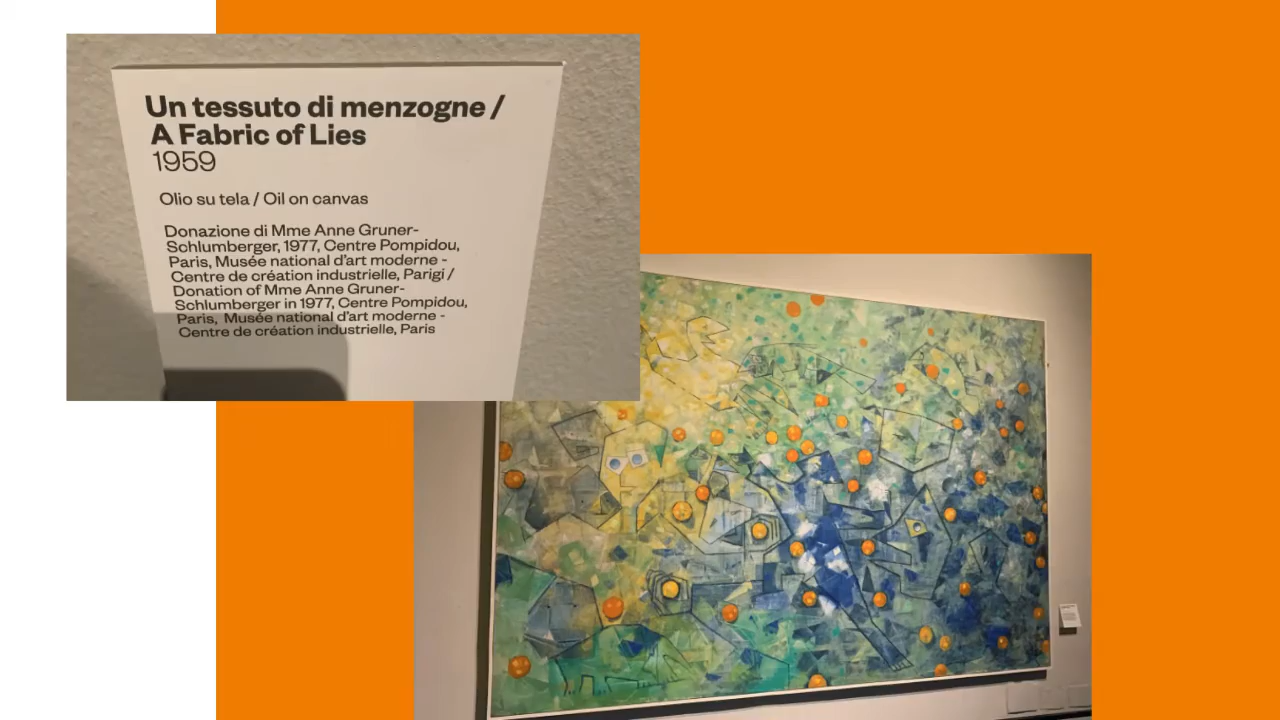 Un tessuto di menzogne /
A Fabric of Lies
1959
Olio su tela / Oil on canvas
Donazione di Mme Anne Gruner-
Schlumberger, 1977, Centre Pompidou,
Paris, Musée national d'art moderne -
Centre de création industrielle, Parigi /
Donation of Mme Anne Gruner-
Schlumberger in 1977, Centre Pompidou,
Paris, Musée national d'art moderne -
Centre de création industrielle, Paris